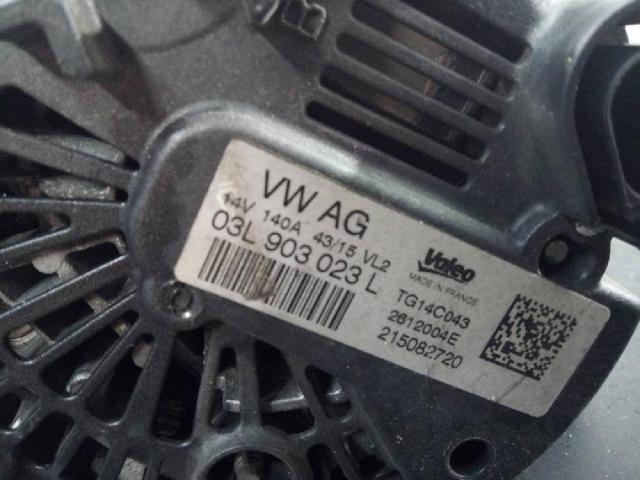 B
VW AG
14V 140A 43/15 VL2
03L 903 023 L
Valeo
MADE IN FRANCE
TG14C043
2612004E
215082720